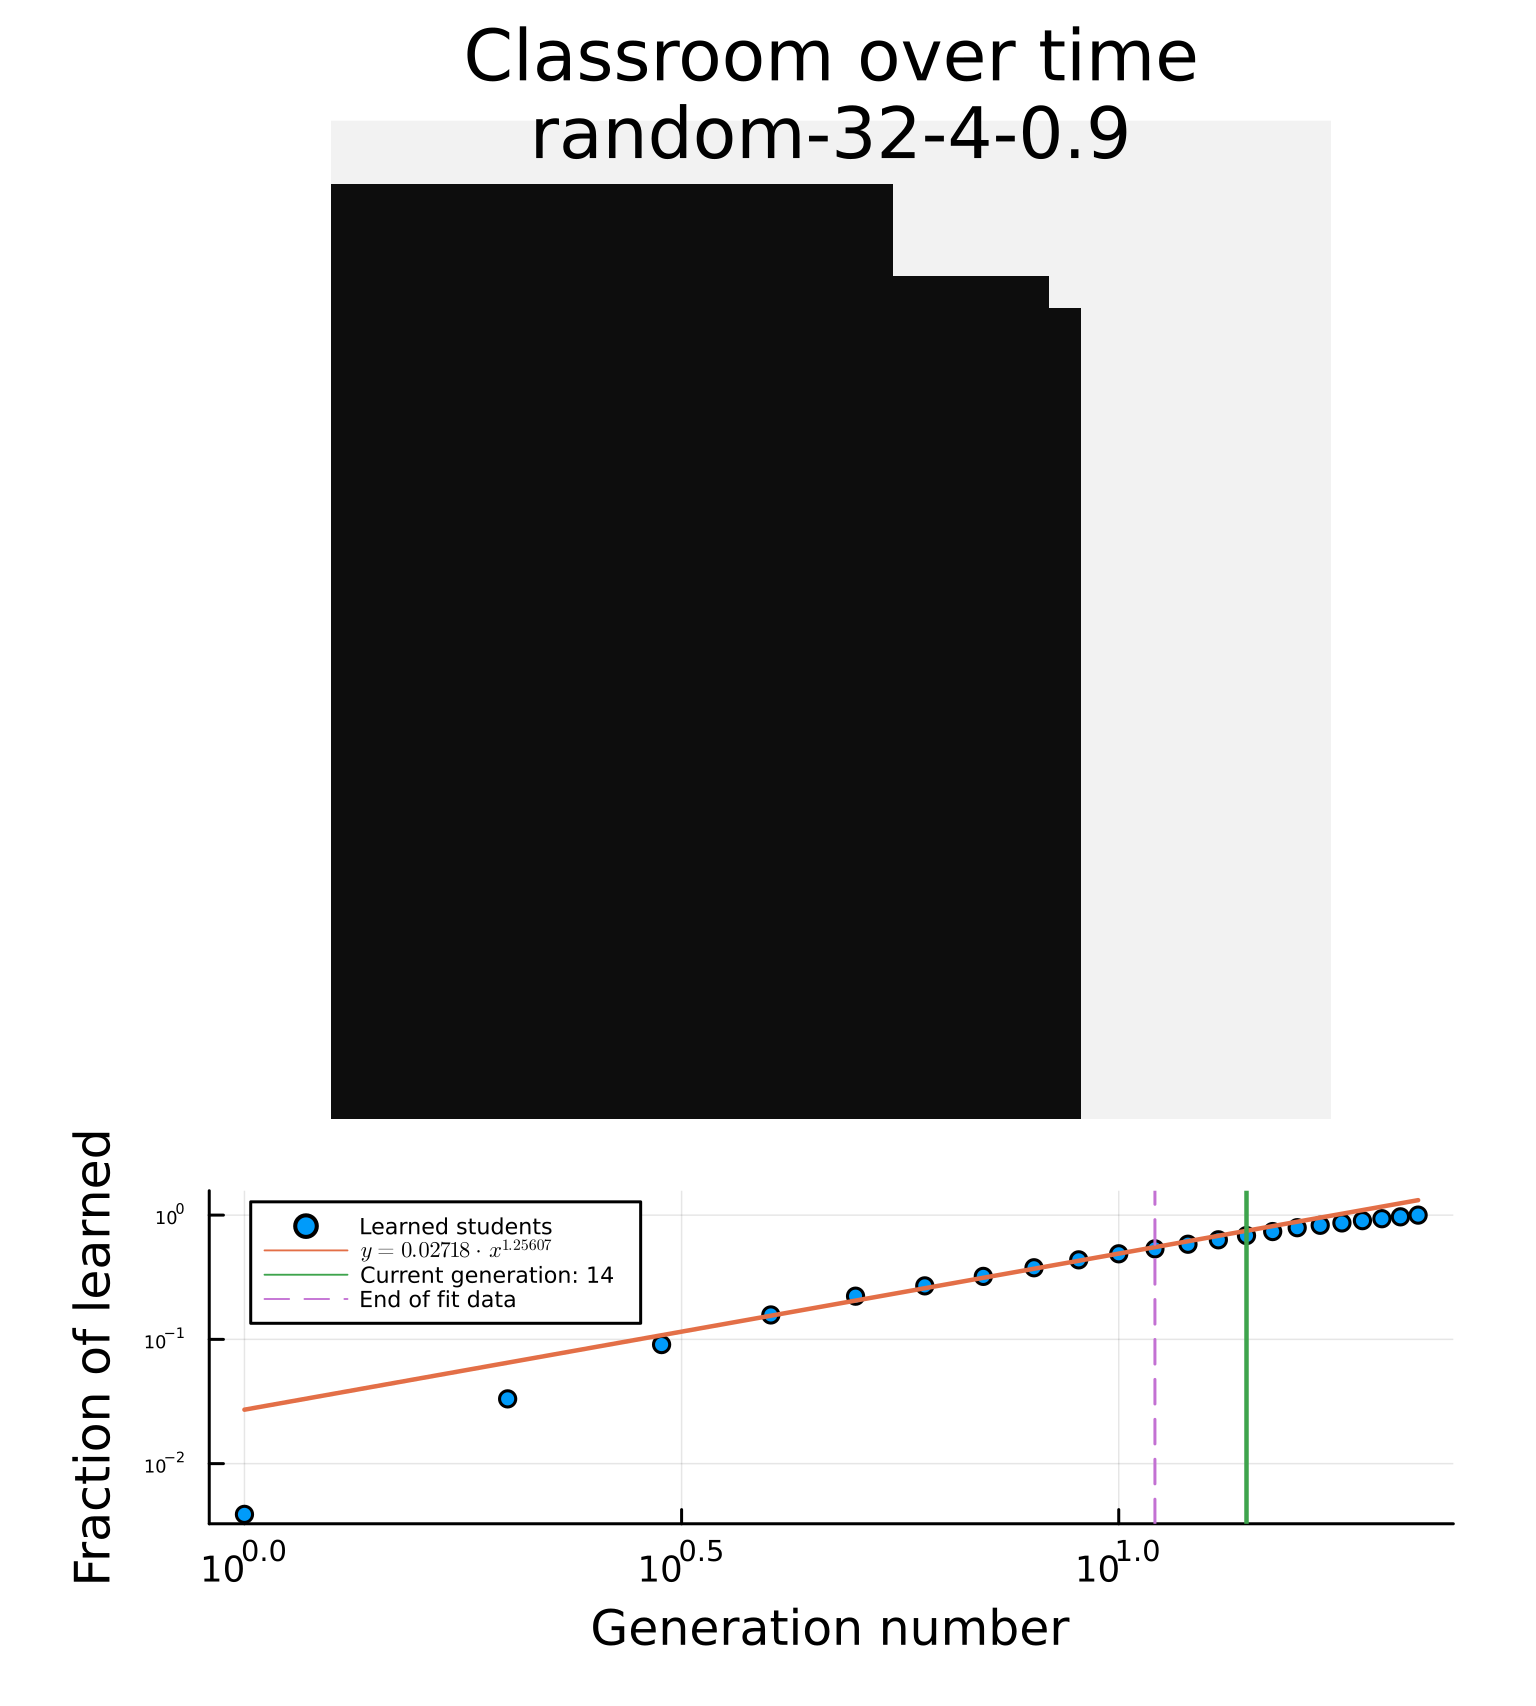 Classroom over time
random-32-4-0.9
Fraction of learned
10⁰
10⁻¹
10⁻²
Learned students
y = 0.02718 · x^1.25607
Current generation: 14
End of fit data
10^0.0
10^0.5
10^1.0
Generation number